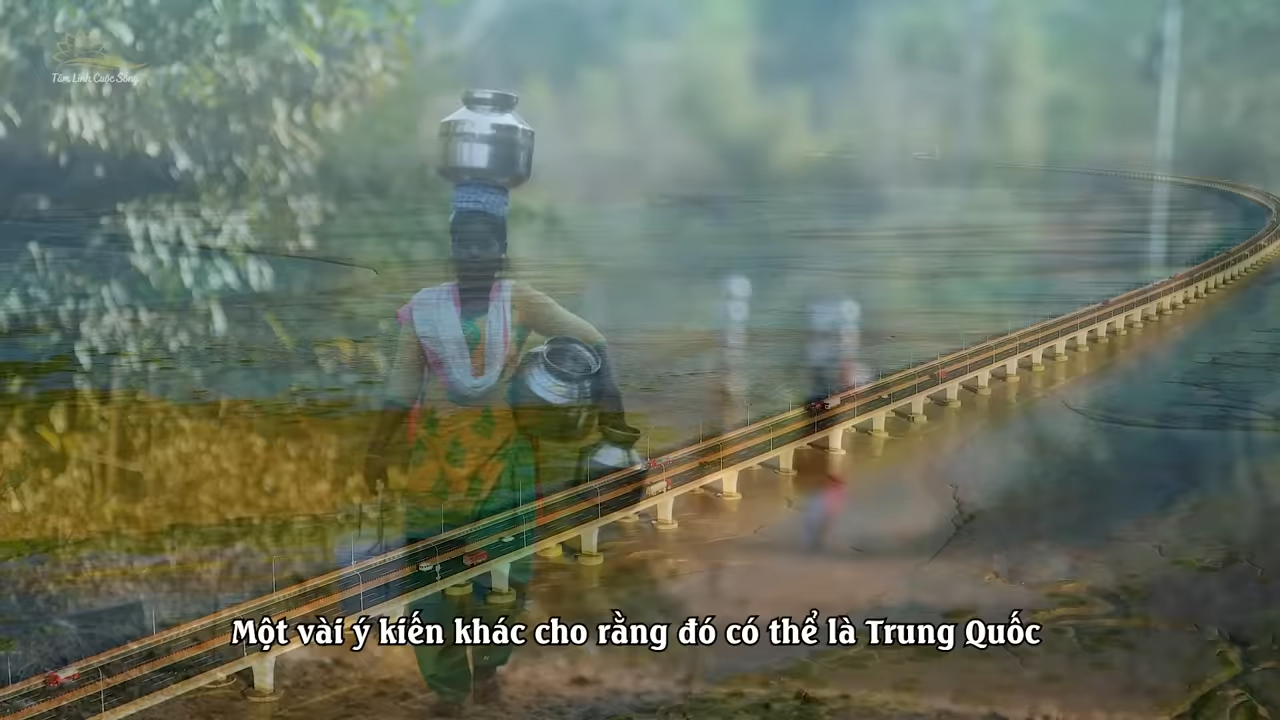 Tâm Linh Cuộc Sống
Một vài ý kiến khác cho rằng đó có thể là Trung Quốc